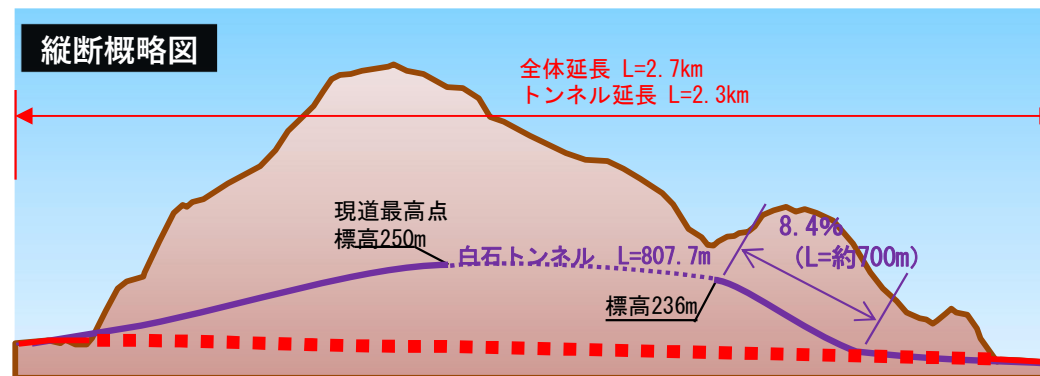 縦断概略図
全体延長 L=2.7km
トンネル延長 L=2.3km
現道最高点
標高250m
白石トンネル L=807.7m
8.4%
(L=約700m)
標高236m